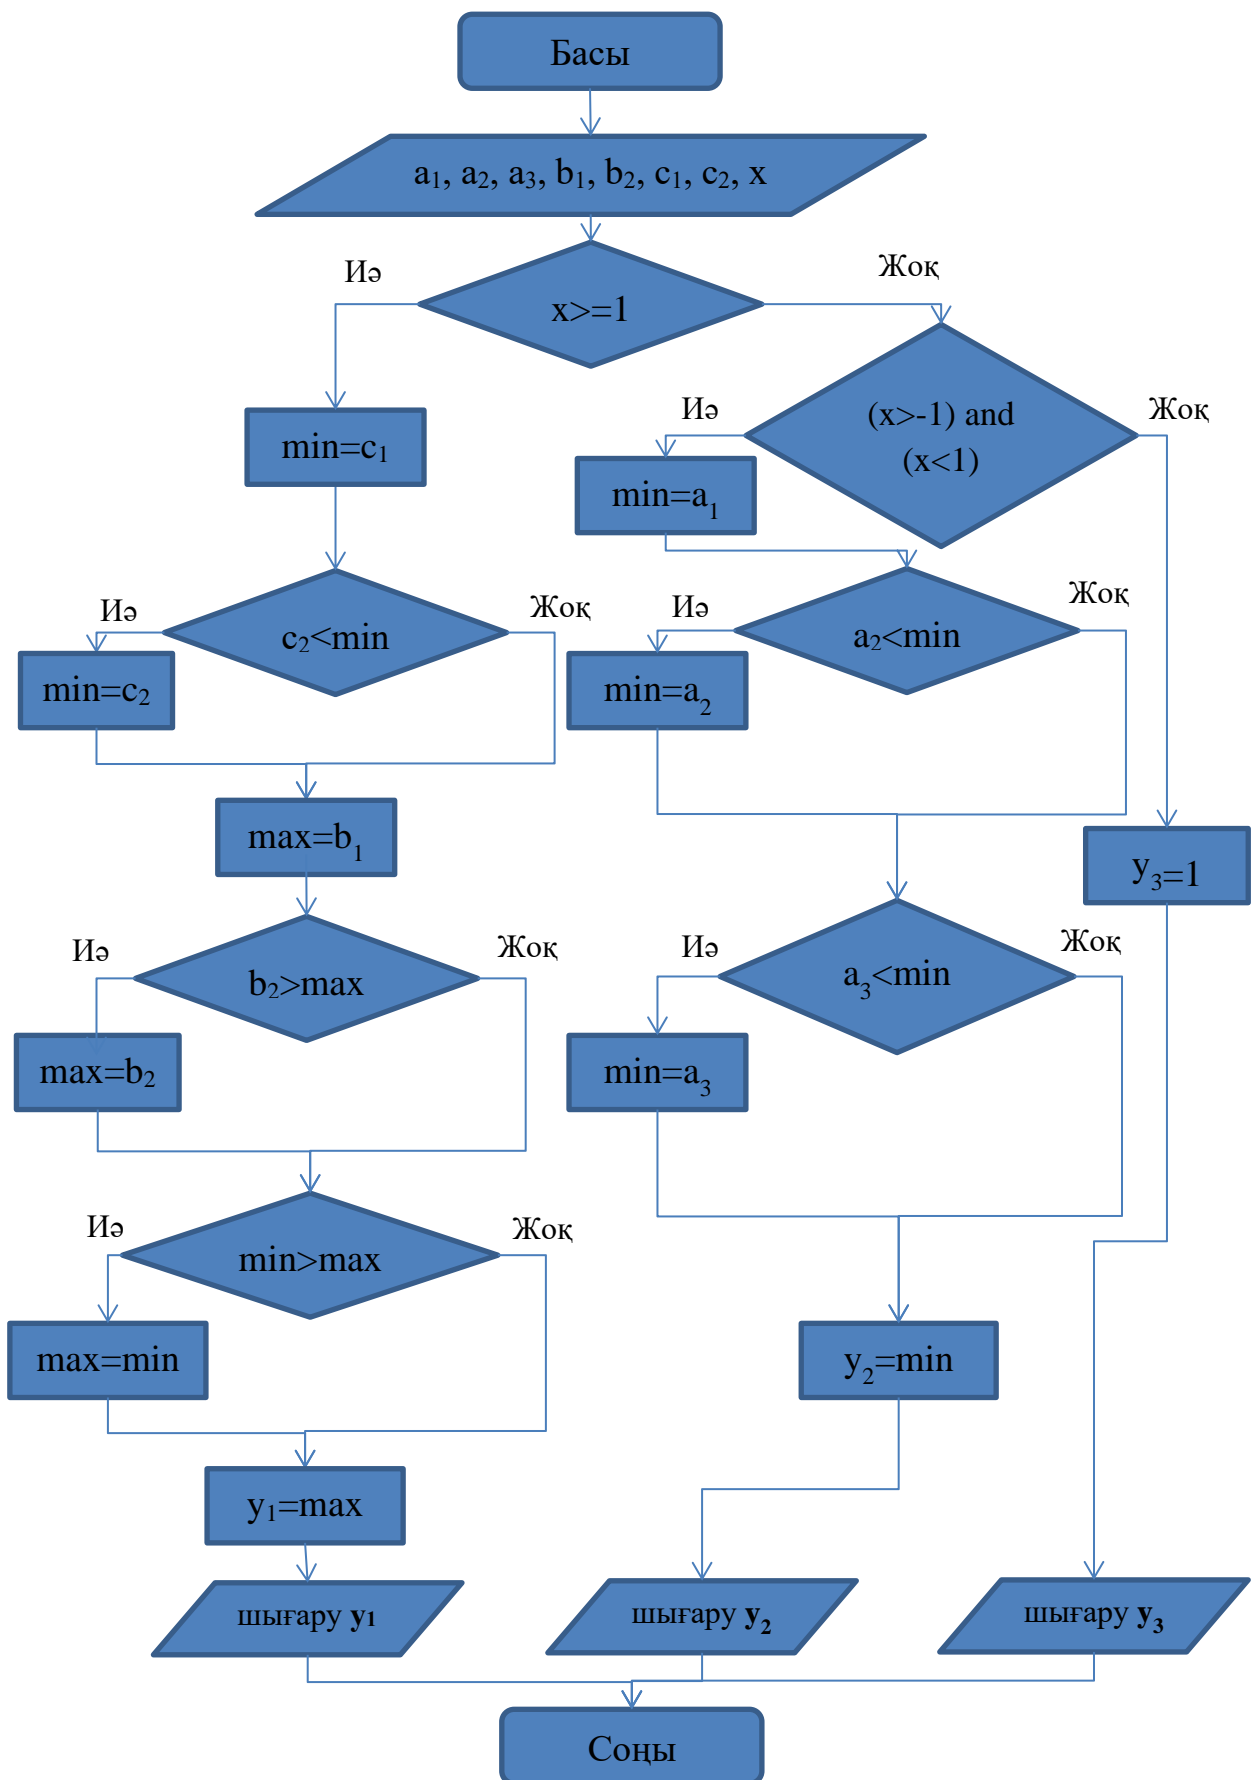 Басы
a₁, a₂, a₃, b₁, b₂, c₁, c₂, x
Иә
Жоқ
x>=1
Иә
(x>-1) and
(x<1)
Жоқ
min=c₁
min=a₁
Иә
c₂<min
Жоқ
Иә
a₂<min
Жоқ
min=c₂
min=a₂
max=b₁
y₃=1
Иә
b₂>max
Жоқ
Иә
a₃<min
Жоқ
max=b₂
min=a₃
Иә
min>max
Жоқ
max=min
y₂=min
y₁=max
шығару y₁
шығару y₂
шығару y₃
Соңы